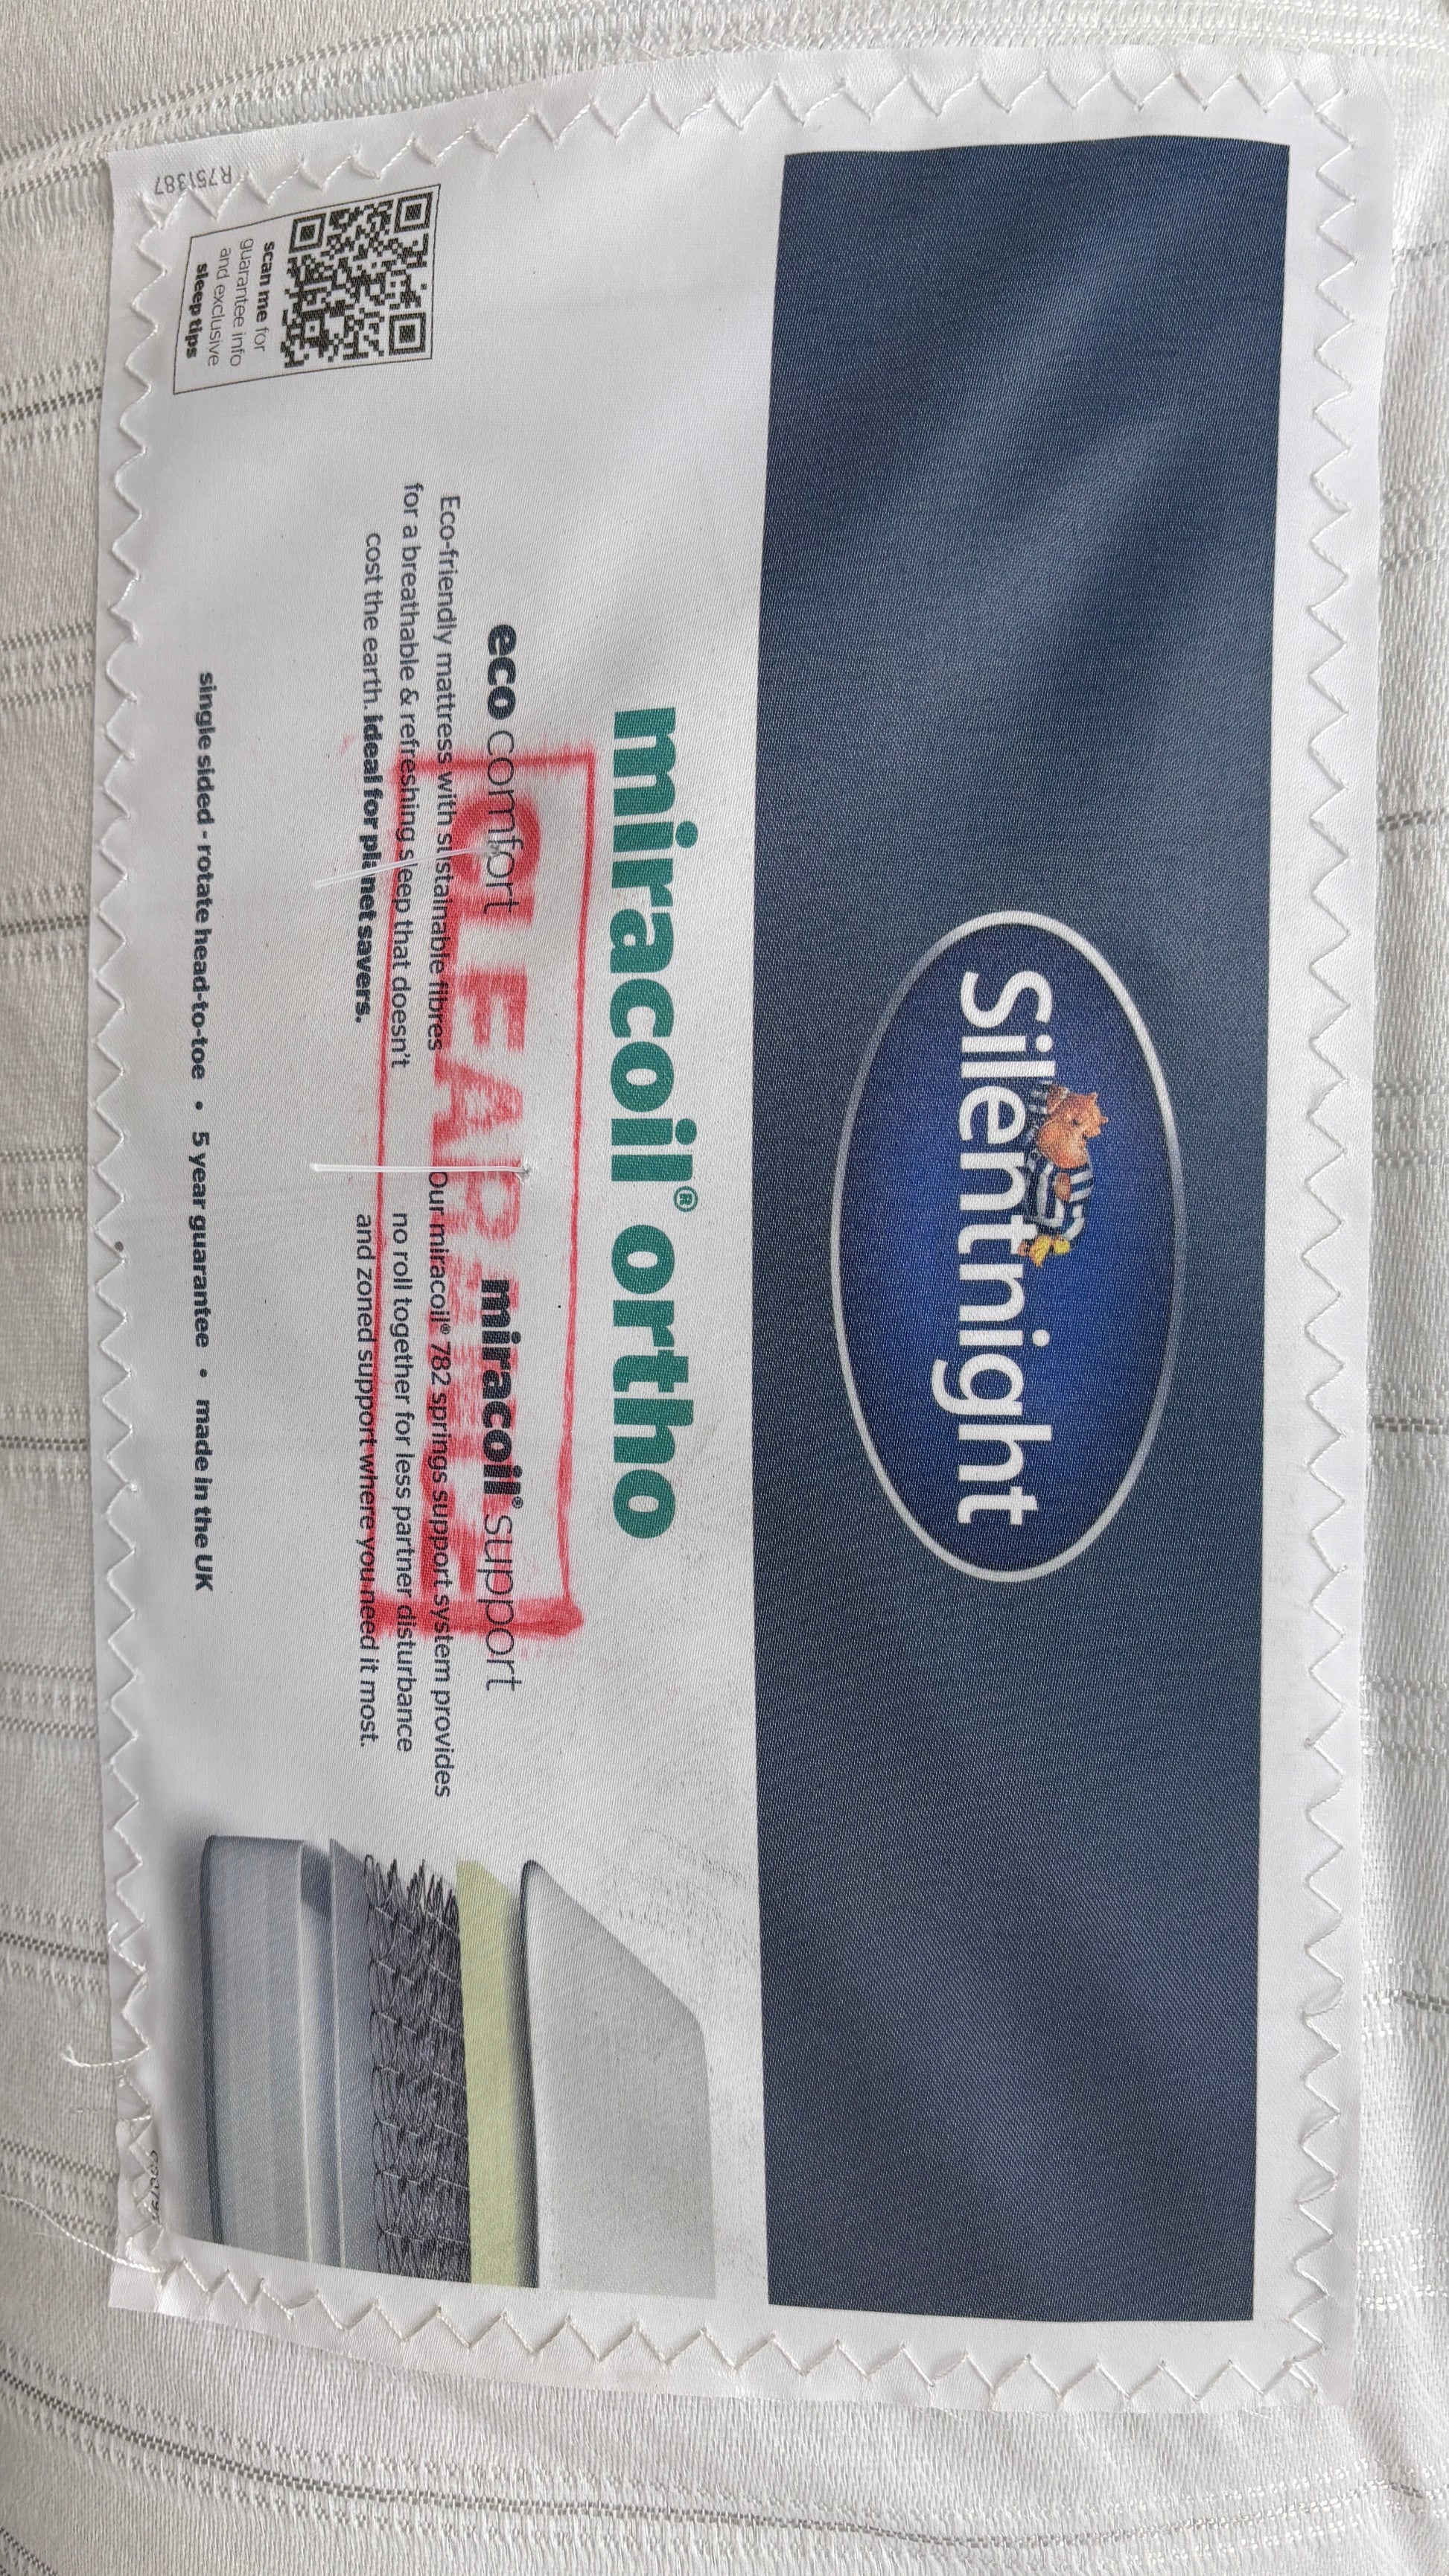 Silentnight
miracoil® ortho
eco comfort
Eco-friendly mattress with sustainable fibres
for a breathable & refreshing sleep that doesn't
cost the earth. ideal for planet savers.
miracoil® support
Our miracoil® 782 springs support system provides
no roll together for less partner disturbance
and zoned support where you need it most.
CLEARANCE
single sided - rotate head-to-toe • 5 year guarantee • made in the UK
scan me for
guarantee info
and exclusive
sleep tips
R751387